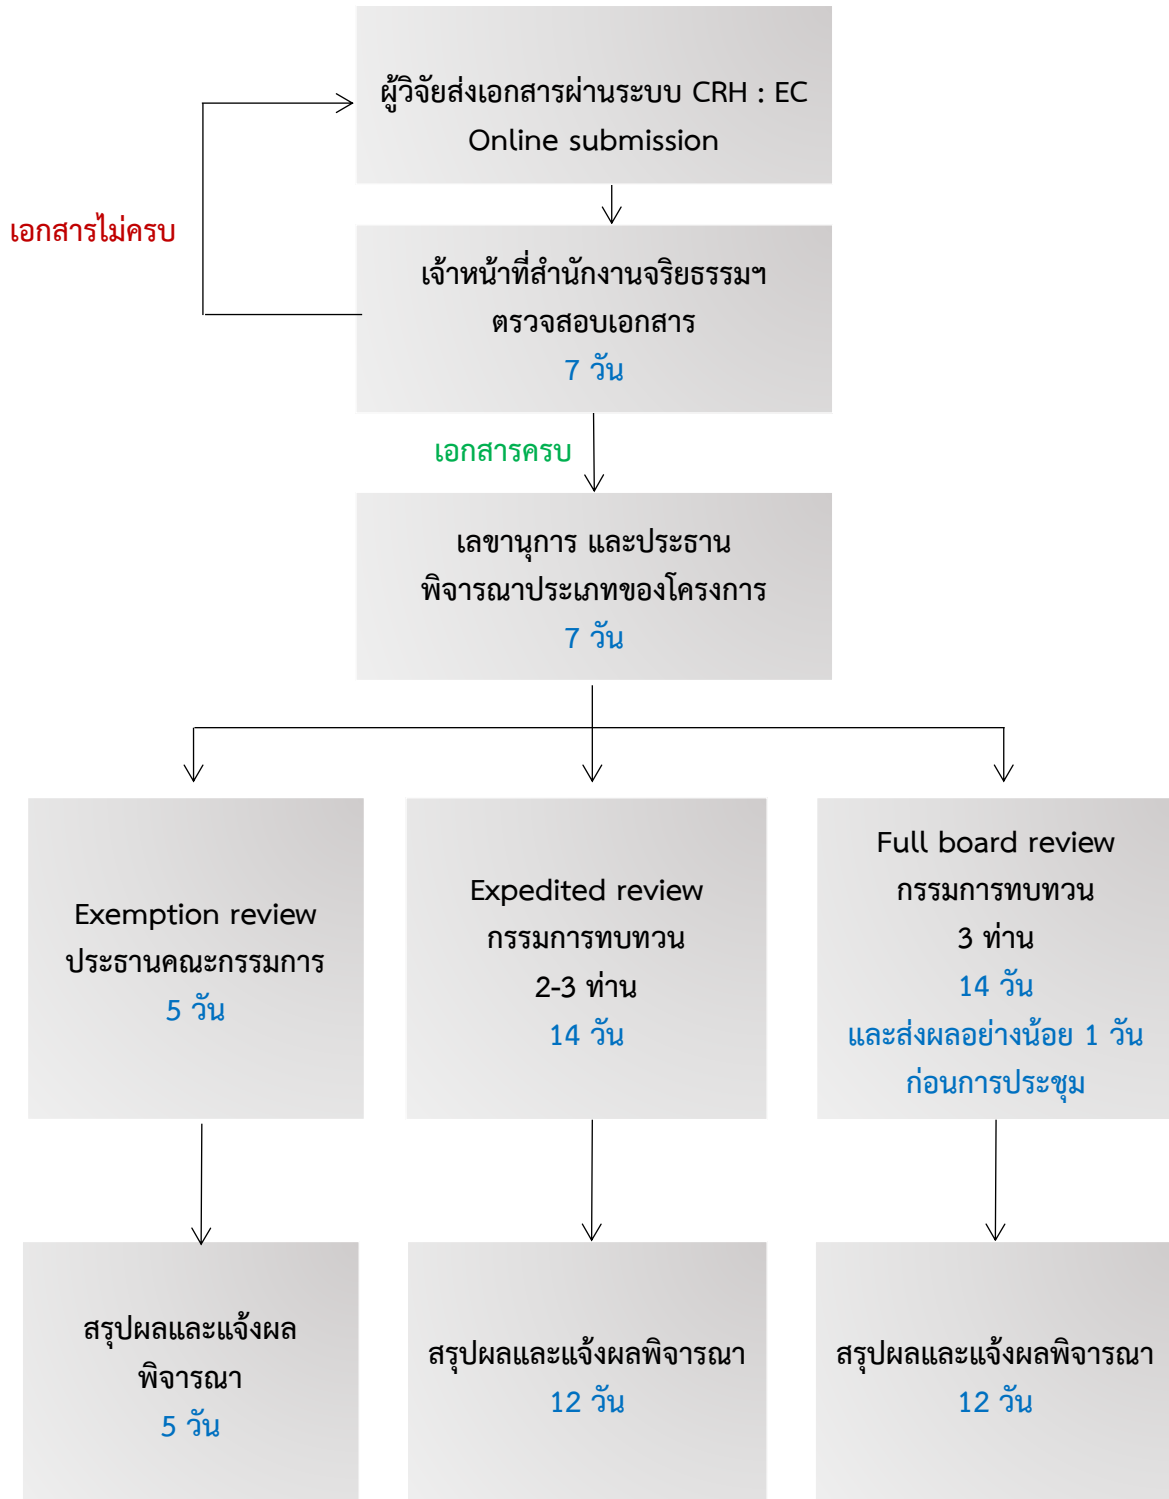 ผู้วิจัยส่งเอกสารผ่านระบบ CRH : EC
Online submission
เอกสารไม่ครบ
เจ้าหน้าที่สำนักงานจริยธรรมฯ
ตรวจสอบเอกสาร
7 วัน
เอกสารครบ
เลขานุการ และประธาน
พิจารณาประเภทของโครงการ
7 วัน
Exemption review
ประธานคณะกรรมการ
5 วัน
Expedited review
กรรมการทบทวน
2-3 ท่าน
14 วัน
Full board review
กรรมการทบทวน
3 ท่าน
14 วัน
และส่งผลอย่างน้อย 1 วัน
ก่อนการประชุม
สรุปผลและแจ้งผล
พิจารณา
5 วัน
สรุปผลและแจ้งผลพิจารณา
12 วัน
สรุปผลและแจ้งผลพิจารณา
12 วัน